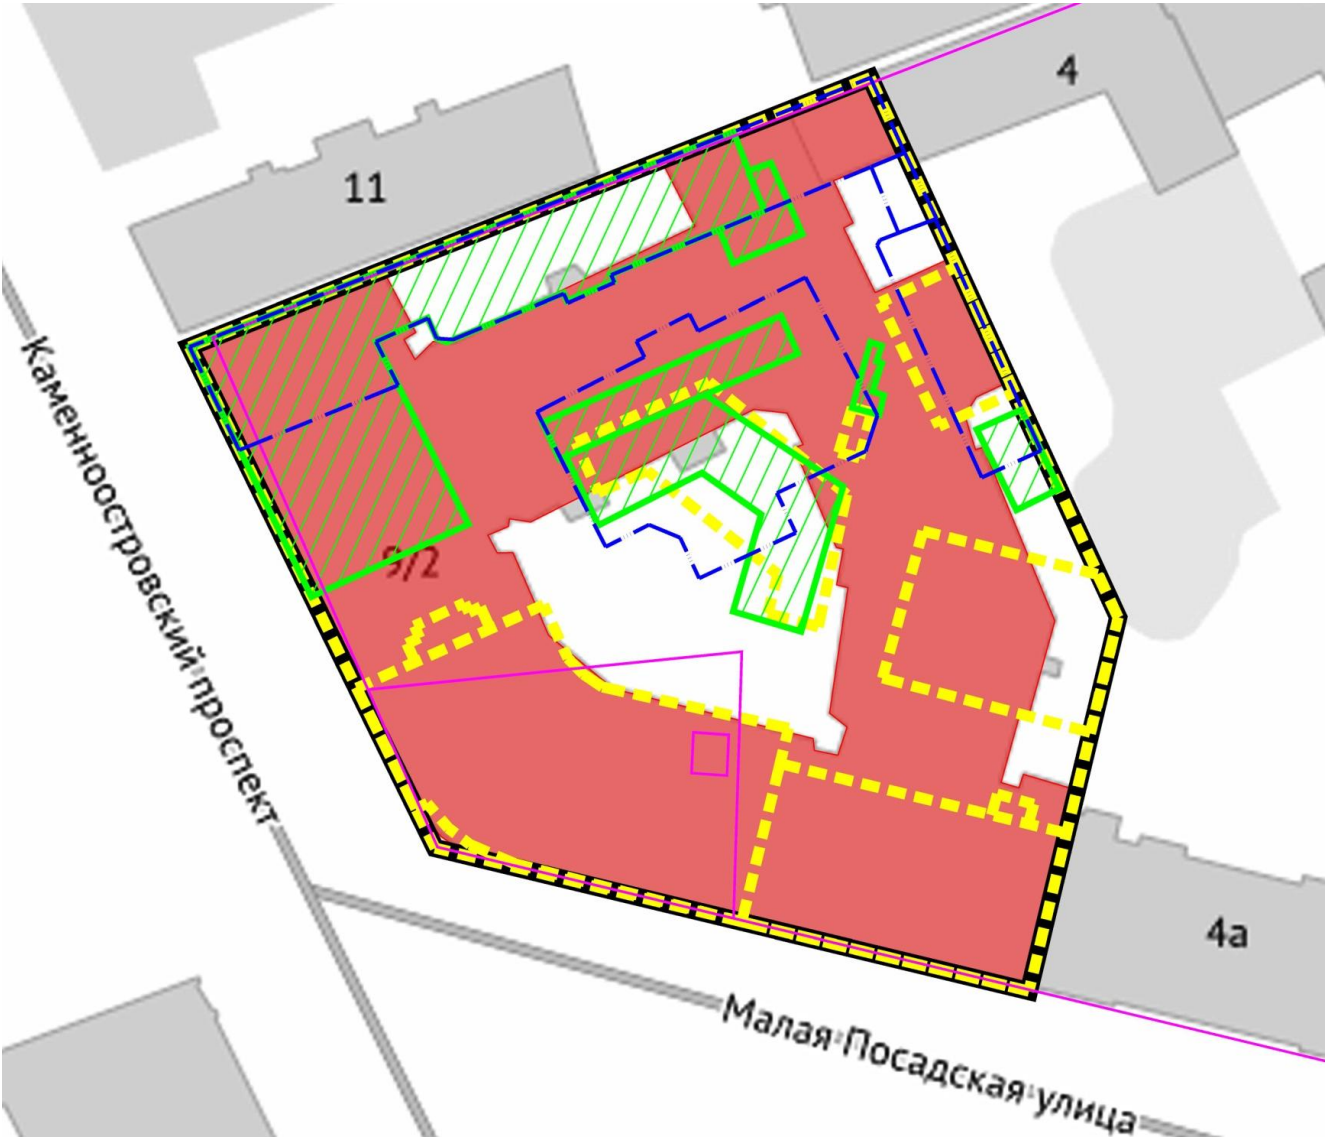 4
11
Каменноостровский проспект
9/2
4а
Малая Посадская улица